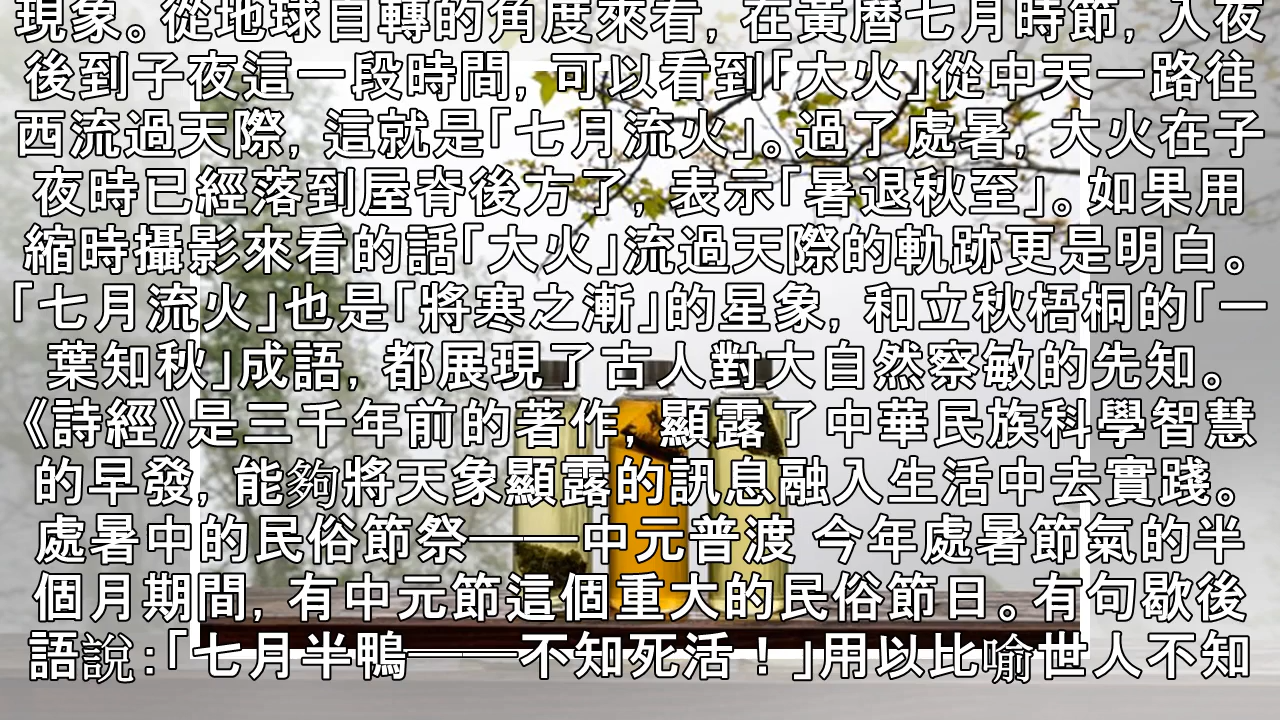 現象。從地球自轉的角度來看, 在黃曆七月時節, 入夜
後到子夜這一段時間, 可以看到「大火」從中天一路往
西流過天際, 這就是「七月流火」。過了處暑, 大火在子
夜時已經落到屋脊後方了, 表示「暑退秋至」。如果用
縮時攝影來看的話「大火」流過天際的軌跡更是明白。
「七月流火」也是「將寒之漸」的星象, 和立秋梧桐的「一
葉知秋」成語, 都展現了古人對大自然察敏的先知。
《詩經》是三千年前的著作, 顯露了中華民族科學智慧
的早發, 能夠將天象顯露的訊息融入生活中去實踐。
處暑中的民俗節祭——中元普渡 今年處暑節氣的半
個月期間, 有中元節這個重大的民俗節日。有句歇後
語說:「七月半鴨——不知死活！」用以比喻世人不知